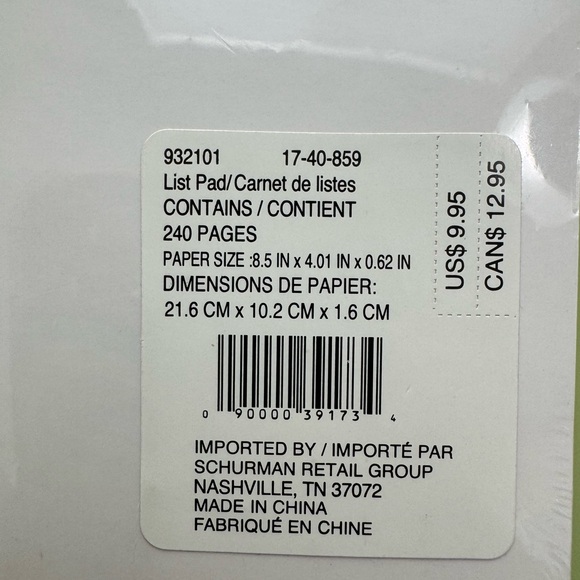 932101 17-40-859
List Pad/Carnet de listes
CONTAINS / CONTIENT
240 PAGES
PAPER SIZE :8.5 IN x 4.01 IN x 0.62 IN
DIMENSIONS DE PAPIER:
21.6 CM x 10.2 CM x 1.6 CM
US$ 9.95
CAN$ 12.95
0 90000 39173 4
IMPORTED BY / IMPORTÉ PAR
SCHURMAN RETAIL GROUP
NASHVILLE, TN 37072
MADE IN CHINA
FABRIQUÉ EN CHINE